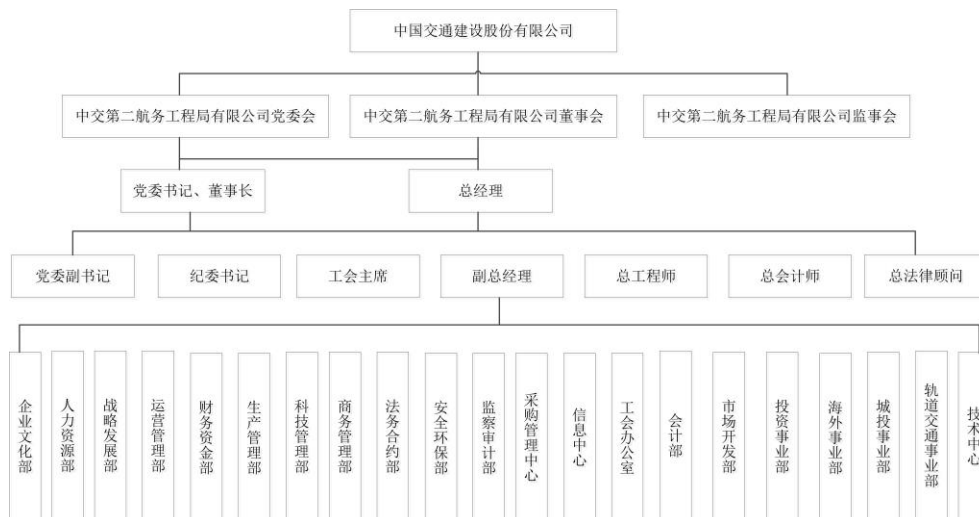 中国交通建设股份有限公司
中交第二航务工程局有限公司党委会
中交第二航务工程局有限公司董事会
中交第二航务工程局有限公司监事会
党委书记、董事长
总经理
党委副书记
纪委书记
工会主席
副总经理
总工程师
总会计师
总法律顾问
企业文化部
人力资源部
战略发展部
运营管理部
财务资金部
生产管理部
科技管理部
商务管理部
法务合约部
安全环保部
监察审计部
采购管理中心
信息中心
工会办公室
会计部
市场开发部
投资事业部
海外事业部
城投事业部
轨道交通事业部
技术中心